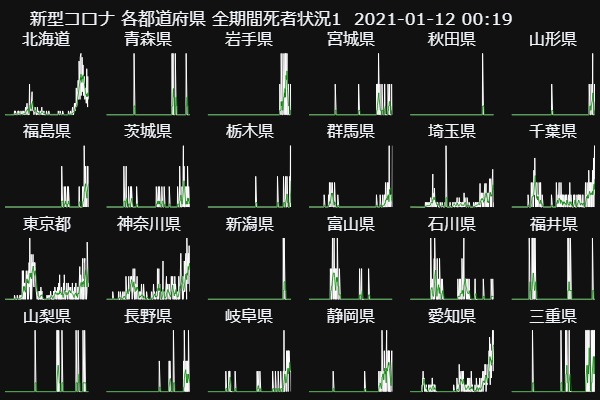 新型コロナ 各都道府県 全期間死者状況1 2021-01-12 00:19
北海道 青森県 岩手県 宮城県 秋田県 山形県
福島県 茨城県 栃木県 群馬県 埼玉県 千葉県
東京都 神奈川県 新潟県 富山県 石川県 福井県
山梨県 長野県 岐阜県 静岡県 愛知県 三重県